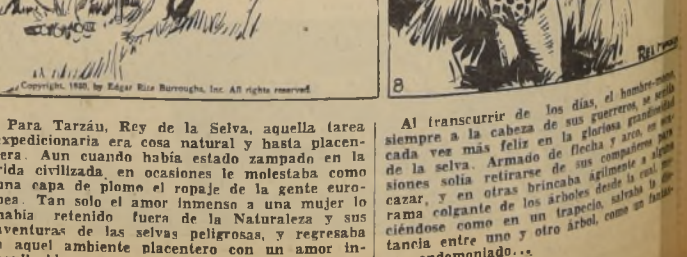 Copyright, 1930, by Edgar Rice Burroughs, Inc. All rights reserved
8
Para Tarzán, Rey de la Selva, aquella tarea
expedicionaria era cosa natural y hasta placen-
era. Aun cuando había estado zampado en la
vida civilizada, en ocasiones le molestaba como
una capa de plomo el ropaje de la gente euro-
pea. Tan solo el amor inmenso a una mujer lo
había retenido fuera de la Naturaleza y sus
aventuras de las selvas peligrosas, y regresaba
a aquel ambiente placentero con un amor in-
Al transcurrir de los días, el hombre-mono,
siempre a la cabeza de sus guerreros, se sentía
cada vez más feliz en la gloriosa grandiosidad
de la selva. Armado de flecha y arco, en oca-
siones solía retirarse de sus compañeros para
cazar, y en otras brincaba ágilmente a alguna
rama colgante de los árboles desde la cual, me-
ciéndose como en un trapecio, salvaba la dis-
tancia entre uno y otro árbol, como un fantas-
endemoniado...